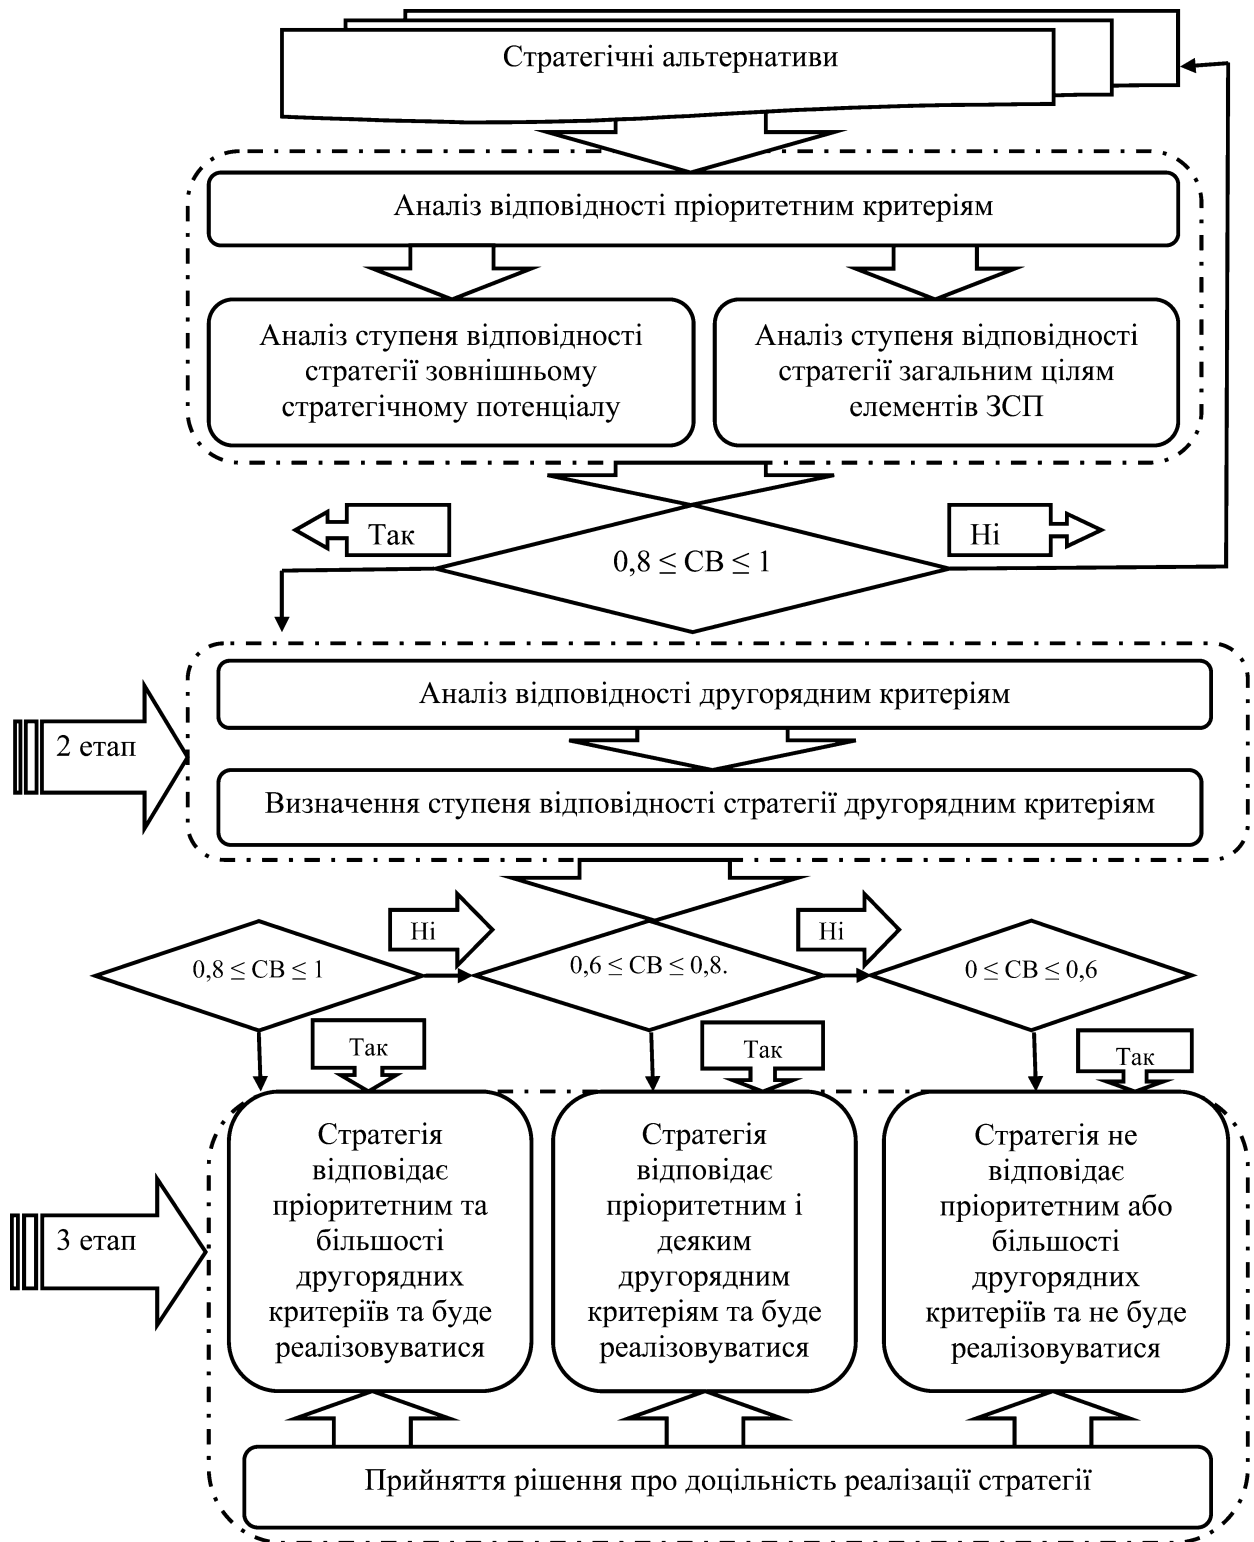 Стратегічні альтернативи
Аналіз відповідності пріоритетним критеріям
Аналіз ступеня відповідності
стратегії зовнішньому
стратегічному потенціалу
Аналіз ступеня відповідності
стратегії загальним цілям
елементів ЗСП
Так
Ні
0,8 ≤ СВ ≤ 1
Аналіз відповідності другорядним критеріям
2 етап
Визначення ступеня відповідності стратегії другорядним критеріям
Ні
Ні
0,8 ≤ СВ ≤ 1
0,6 ≤ СВ ≤ 0,8.
0 ≤ СВ ≤ 0,6
Так
Так
Так
Стратегія
відповідає
пріоритетним та
більшості
другорядних
критеріїв та буде
реалізовуватися
Стратегія
відповідає
пріоритетним і
деяким
другорядним
критеріям та буде
реалізовуватися
Стратегія не
відповідає
пріоритетним або
більшості
другорядних
критеріїв та не буде
реалізовуватися
3 етап
Прийняття рішення про доцільність реалізації стратегії